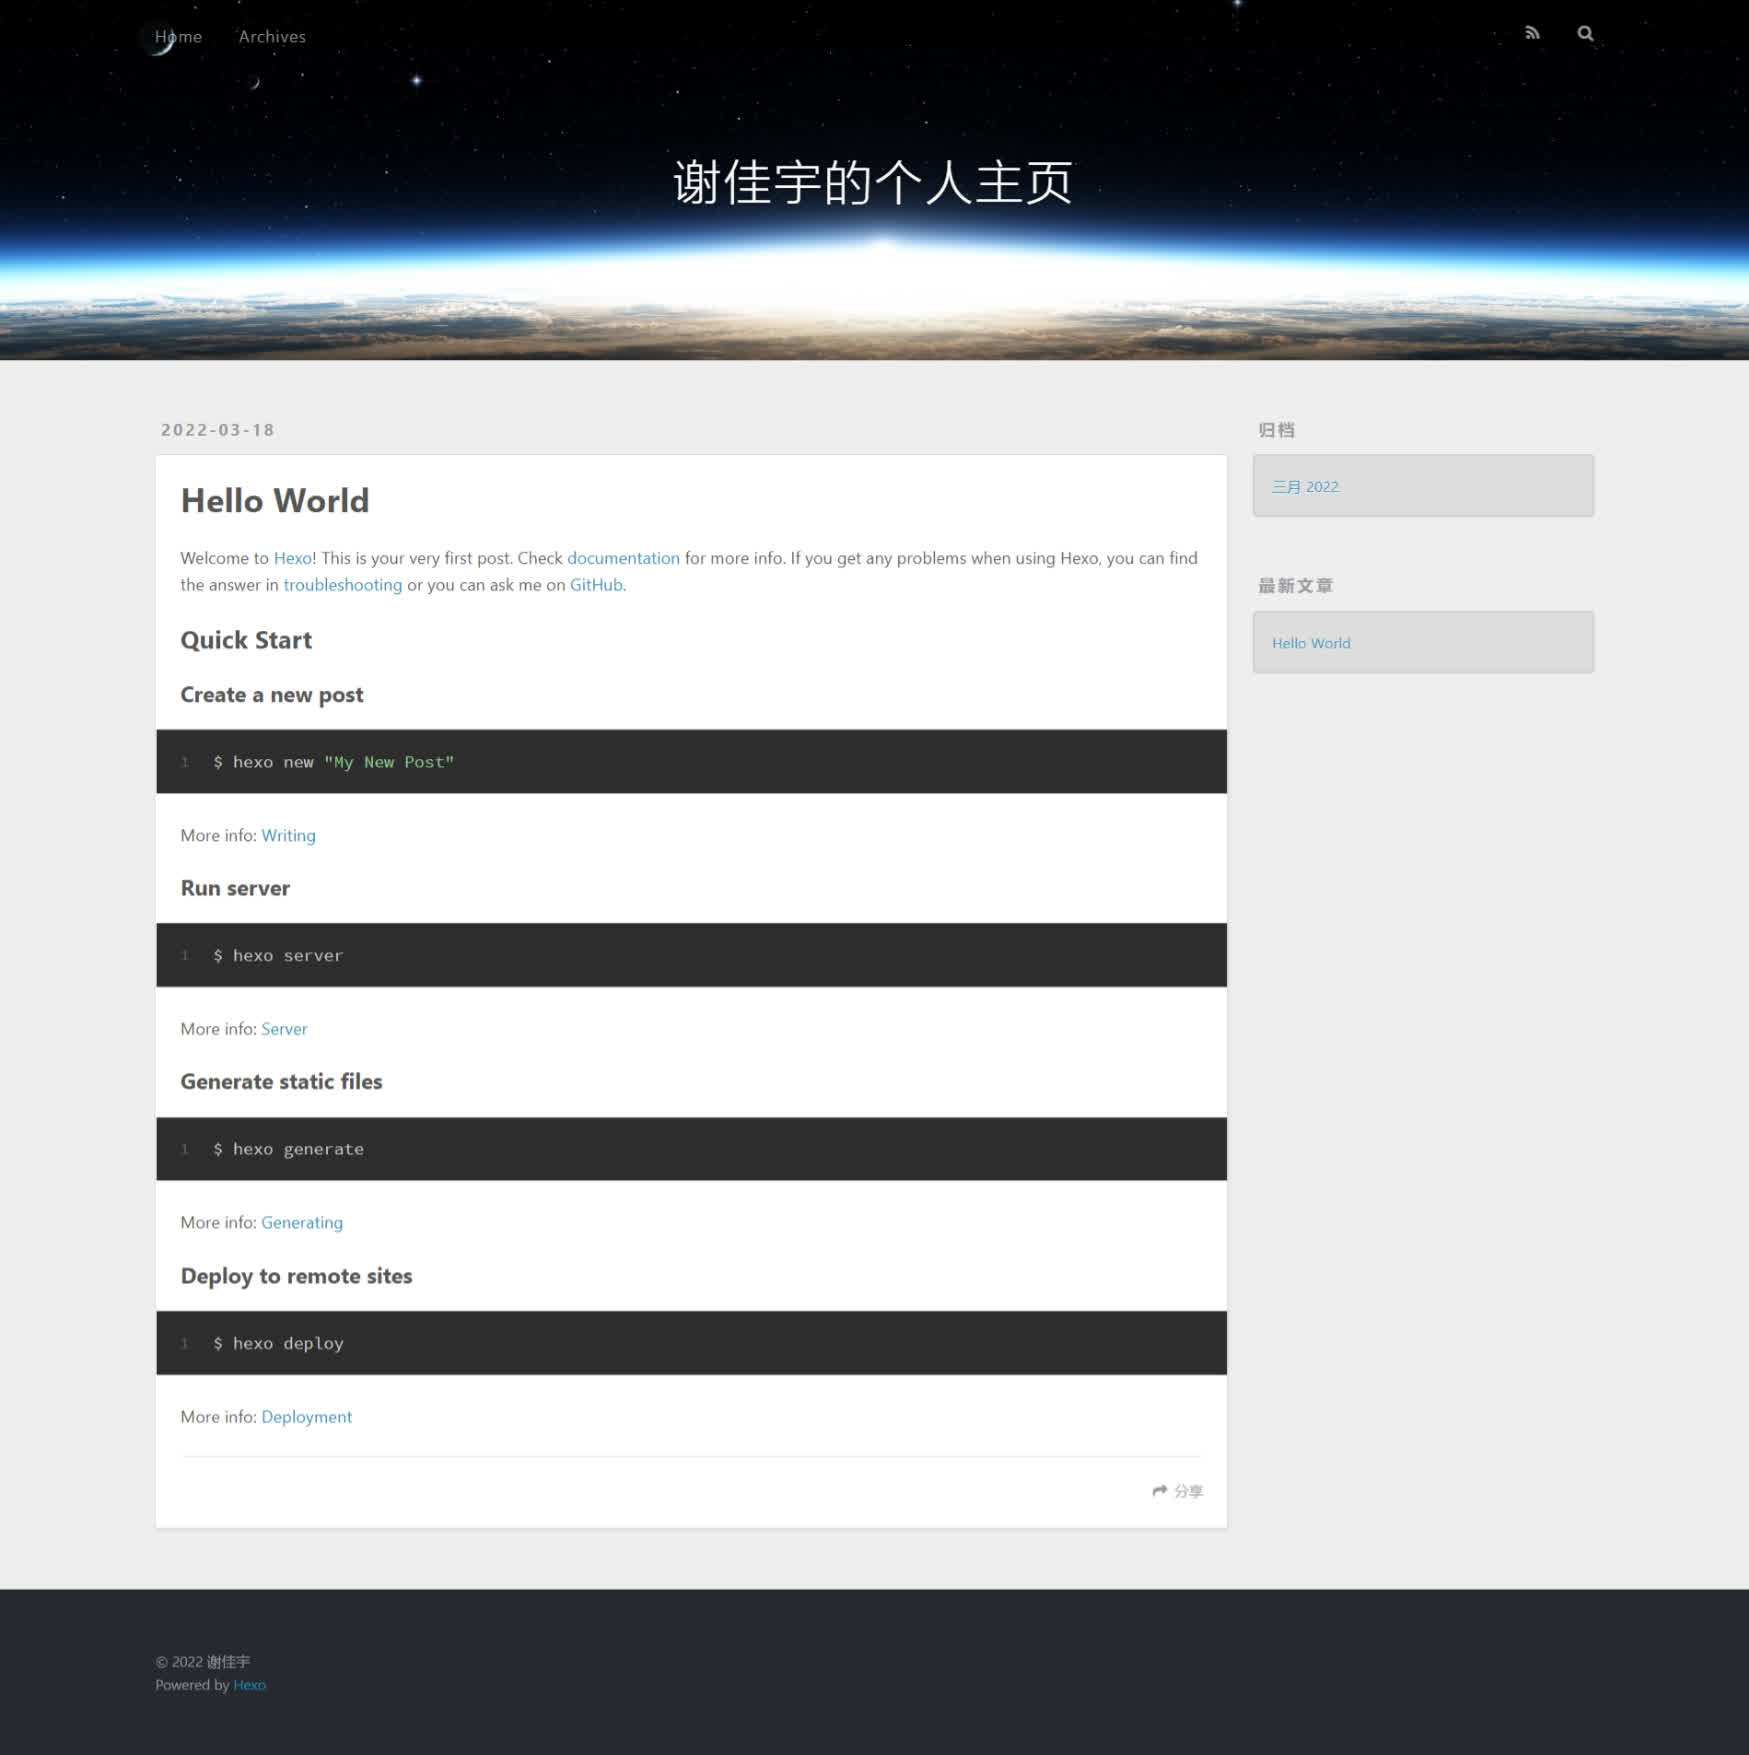 Home Archives
谢佳宇的个人主页
2022-03-18
Hello World
Welcome to Hexo! This is your very first post. Check documentation for more info. If you get any problems when using Hexo, you can find
the answer in troubleshooting or you can ask me on GitHub.
Quick Start
Create a new post
1 $ hexo new "My New Post"
More info: Writing
Run server
1 $ hexo server
More info: Server
Generate static files
1 $ hexo generate
More info: Generating
Deploy to remote sites
1 $ hexo deploy
More info: Deployment
分享
归档
三月 2022
最新文章
Hello World
© 2022 谢佳宇
Powered by Hexo